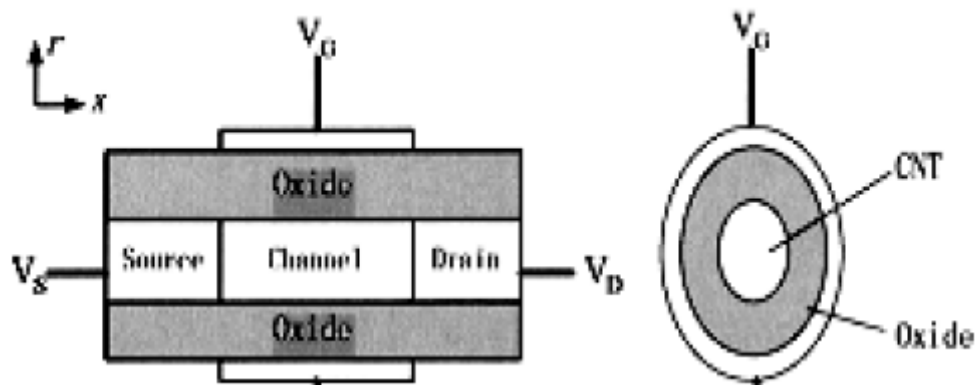 r
x
V_G
Oxide
V_S
Source
Channel
Drain
V_D
Oxide
V_G
CNT
Oxide